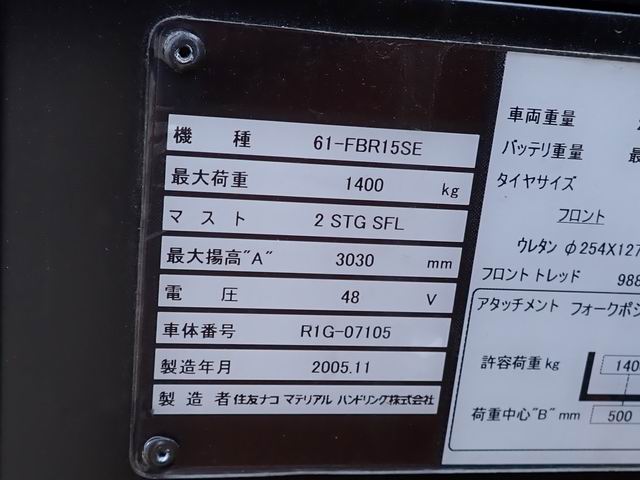 機 種 61-FBR15SE
最大荷重 1400 kg
マスト 2 STG SFL
最大揚高"A" 3030 mm
電 圧 48 V
車体番号 R1G-07105
製造年月 2005.11
製造者 住友ナコ マテリアル ハンドリング株式会社
車両重量
バッテリ重量 最
タイヤサイズ
フロント
ウレタン φ254X127
フロントトレッド 988
アタッチメント フォークポジ
許容荷重 kg 140
荷重中心"B" mm 500